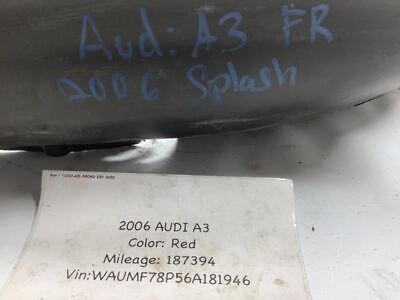 Audi A3 FR
2006 Splash
2006 AUDI A3
Color: Red
Mileage: 187394
Vin:WAUMF78P56A181946